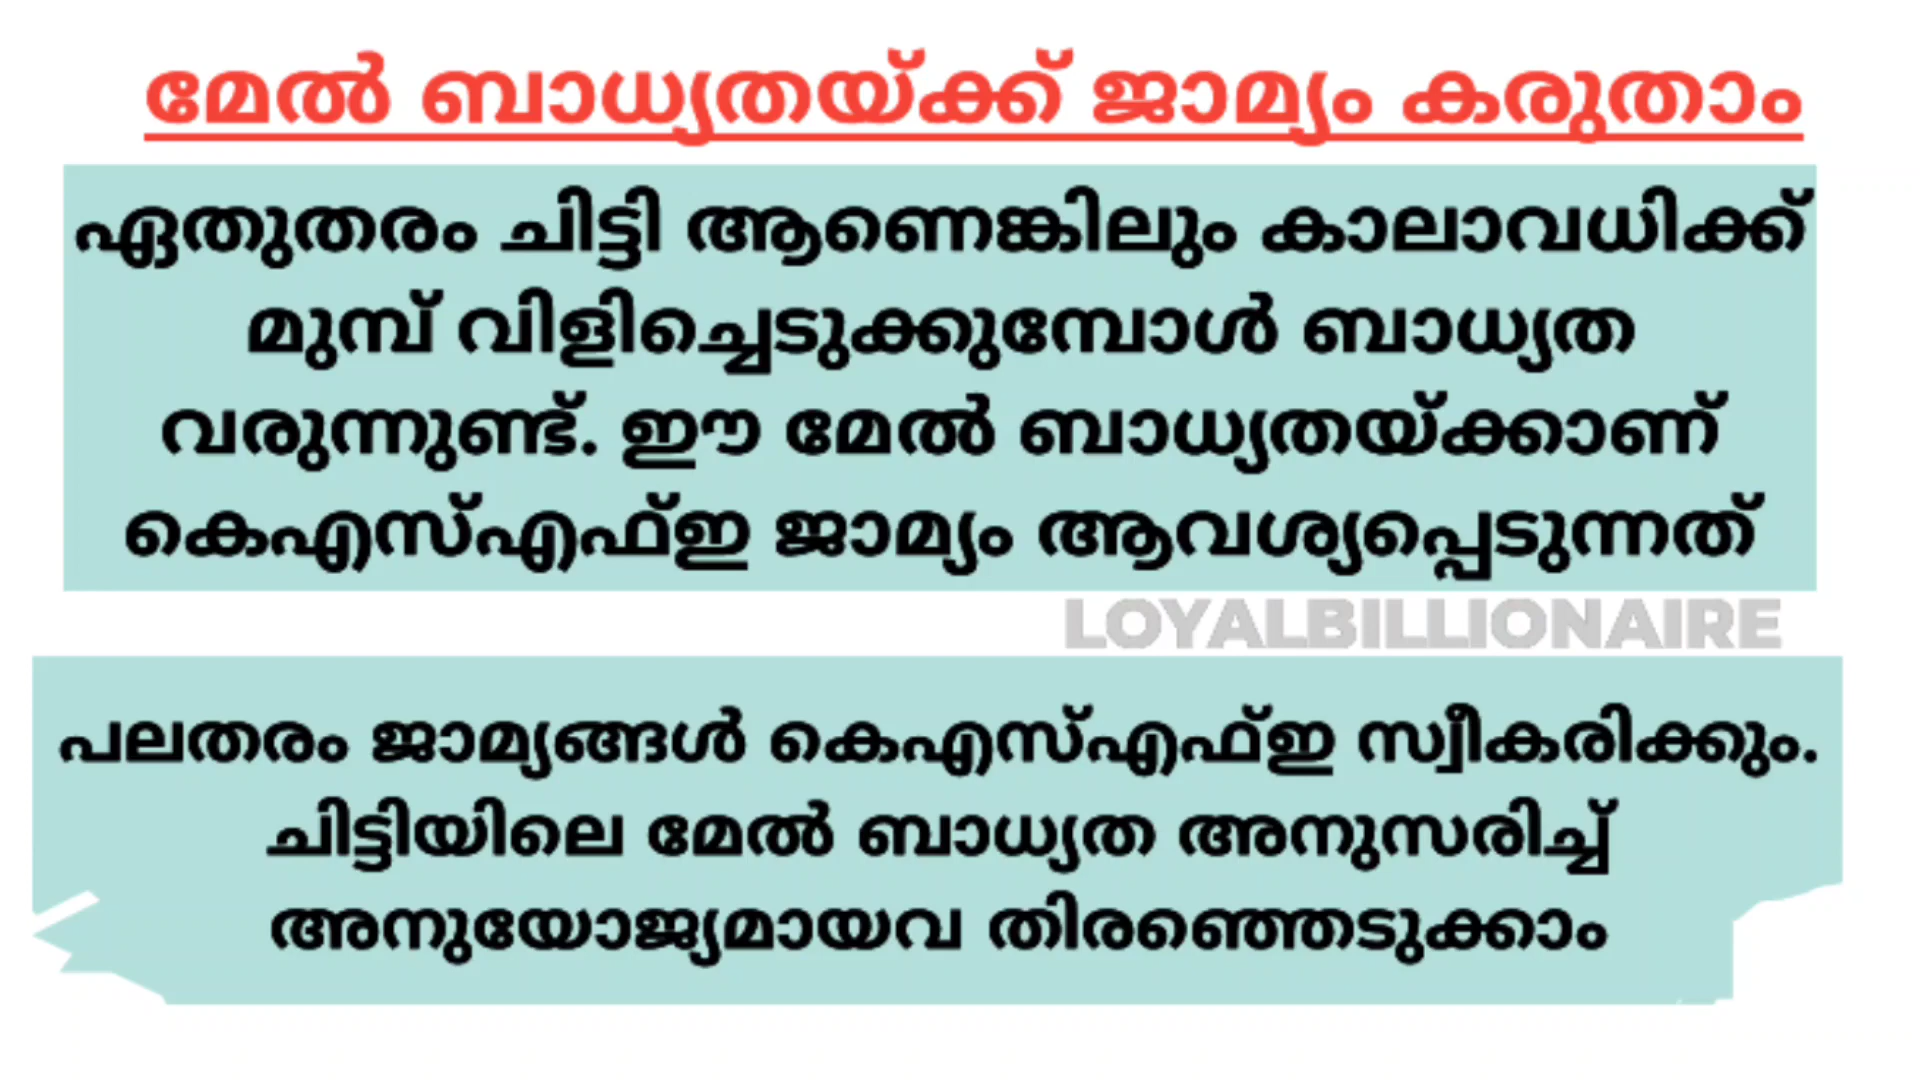 മേൽ ബാധ്യതയ്ക്ക് ജാമ്യം കരുതാം
ഏതുതരം ചിട്ടി ആണെങ്കിലും കാലാവധിക്ക്
മുമ്പ് വിളിച്ചെടുക്കുമ്പോൾ ബാധ്യത
വരുന്നുണ്ട്. ഈ മേൽ ബാധ്യതയ്ക്കാണ്
കെഎസ്എഫ്ഇ ജാമ്യം ആവശ്യപ്പെടുന്നത്
LOYALBILLIONAIRE
പലതരം ജാമ്യങ്ങൾ കെഎസ്എഫ്ഇ സ്വീകരിക്കും.
ചിട്ടിയിലെ മേൽ ബാധ്യത അനുസരിച്ച്
അനുയോജ്യമായവ തിരഞ്ഞെടുക്കാം